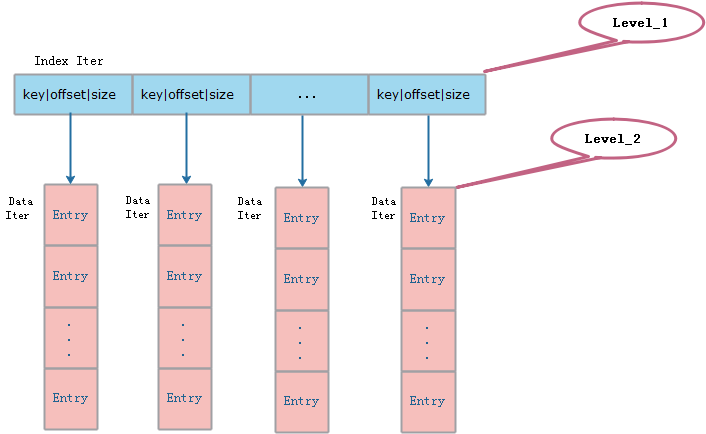 Level_1
Index Iter
key|offset|size key|offset|size ... key|offset|size
Level_2
Data Iter
Data Iter
Data Iter
Data Iter
Entry Entry Entry Entry
Entry Entry Entry Entry
. . . .
. . . .
. . . .
Entry Entry Entry Entry